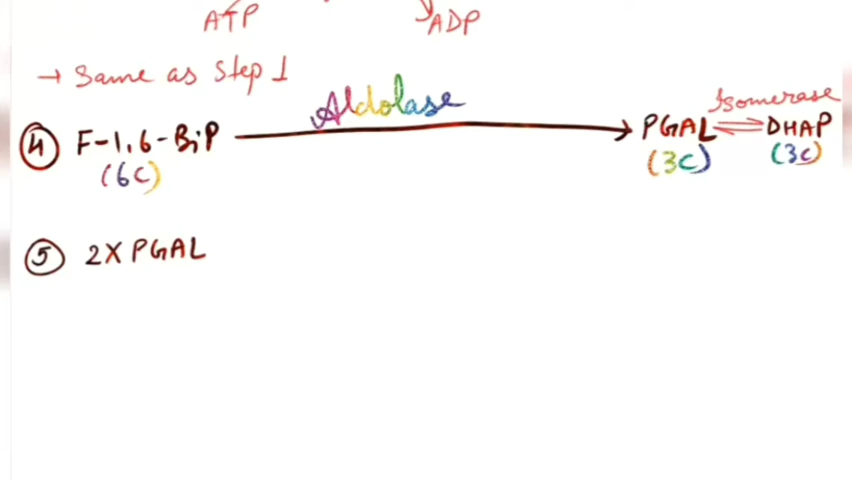 ATP ADP
→ Same as Step 1
Aldolase
Isomerase
④ F-1,6-BiP → PGAL ⇌ DHAP
(6C) (3C) (3C)
⑤ 2X PGAL